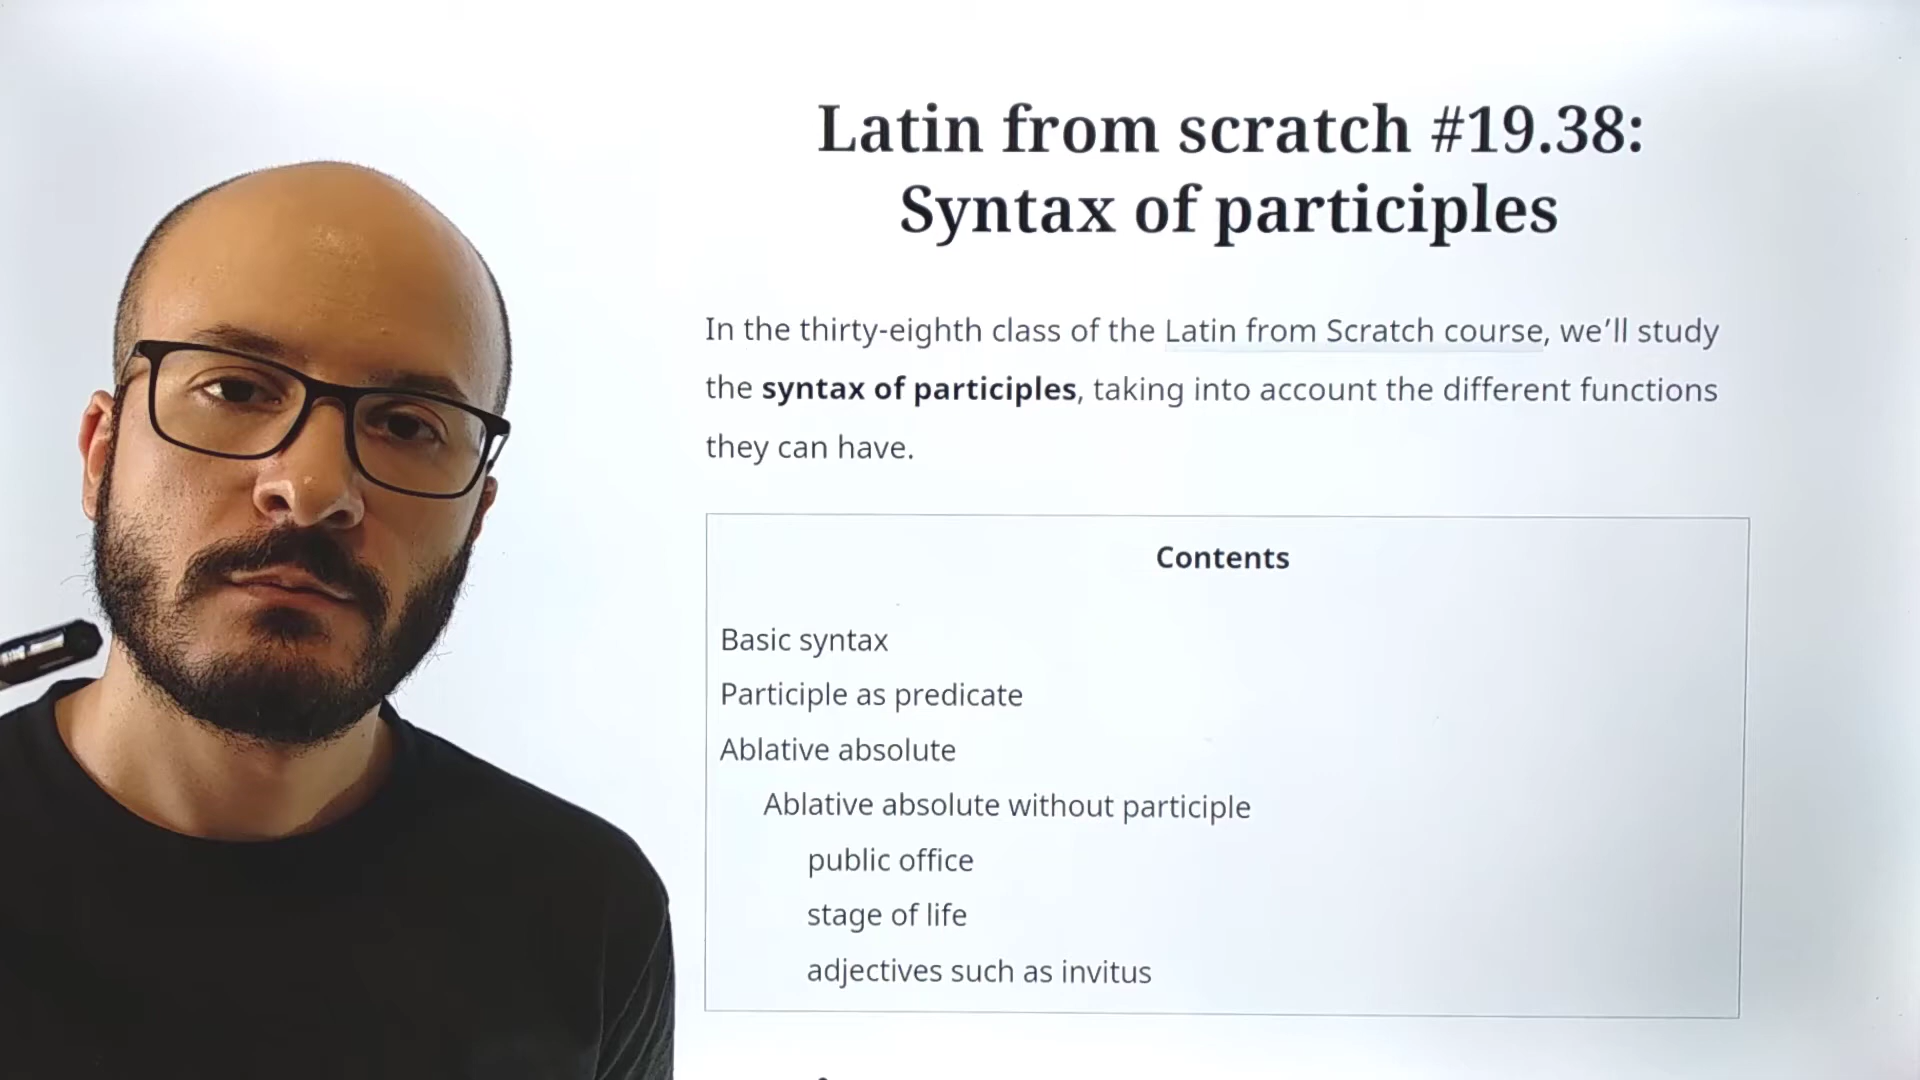 Latin from scratch #19.38:
Syntax of participles
In the thirty-eighth class of the Latin from Scratch course, we’ll study
the syntax of participles, taking into account the different functions
they can have.
Contents
Basic syntax
Participle as predicate
Ablative absolute
Ablative absolute without participle
public office
stage of life
adjectives such as invitus